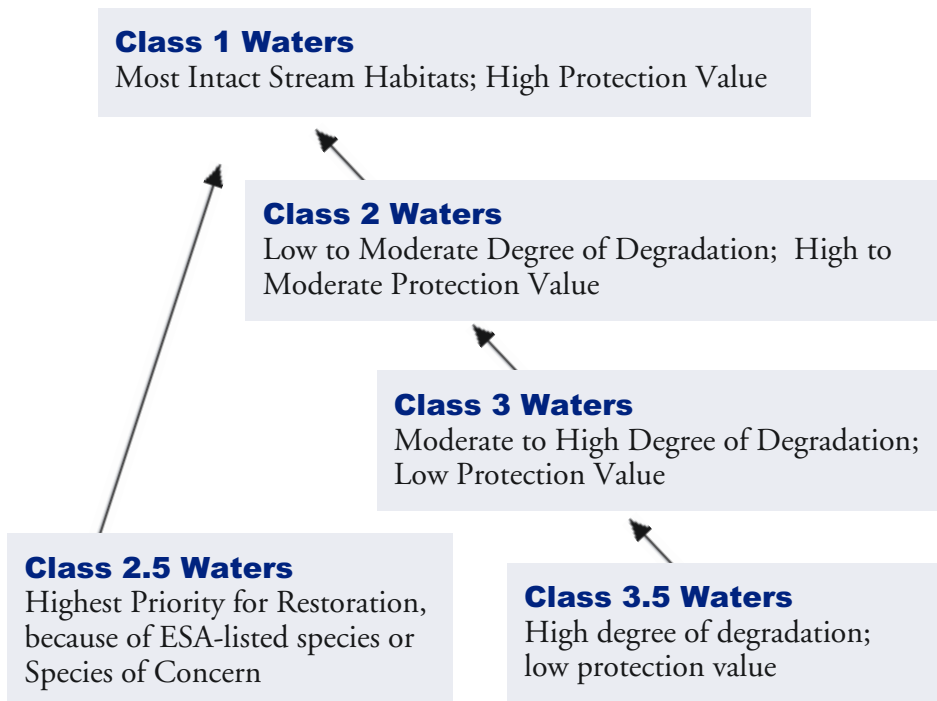 Class 1 Waters
Most Intact Stream Habitats; High Protection Value
Class 2 Waters
Low to Moderate Degree of Degradation;  High to
Moderate Protection Value
Class 3 Waters
Moderate to High Degree of Degradation;
Low Protection Value
Class 2.5 Waters
Highest Priority for Restoration,
because of ESA-listed species or
Species of Concern
Class 3.5 Waters
High degree of degradation;
low protection value